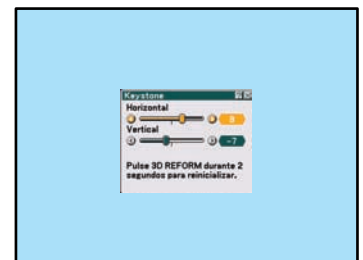 Keystone
Horizontal
8
Vertical
-7
Pulse 3D REFORM durante 2
segundos para reinicializar.